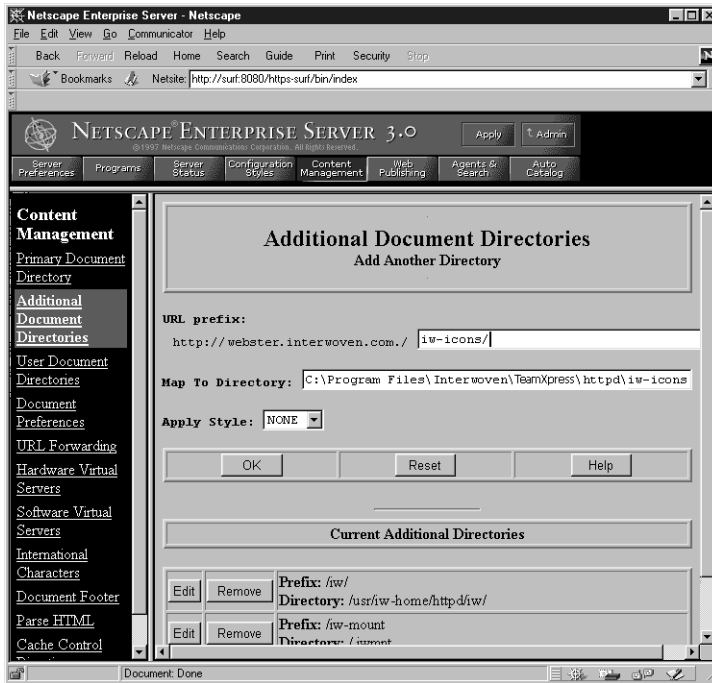 Netscape Enterprise Server - Netscape
File Edit View Go Communicator Help
Back Forward Reload Home Search Guide Print Security Stop
N
Bookmarks Netsite: http://surf:8080/https-surf/bin/index
NETSCAPE® ENTERPRISE SERVER 3.0
©1997 Netscape Communications Corporation. All Rights Reserved.
Apply
Admin
Server Preferences
Programs
Server Status
Configuration Styles
Content Management
Web Publishing
Agents & Search
Auto Catalog
Content
Management
Primary Document
Directory
Additional
Document
Directories
User Document
Directories
Document
Preferences
URL Forwarding
Hardware Virtual
Servers
Software Virtual
Servers
International
Characters
Document Footer
Parse HTML
Cache Control
Additional Document Directories
Add Another Directory
URL prefix:
http://webster.interwoven.com./ iw-icons/
Map To Directory: C:\Program Files\Interwoven\TeamXpress\httpd\iw-icons
Apply Style: NONE
OK Reset Help
Current Additional Directories
Edit Remove Prefix: /iw/
Directory: /usr/iw-home/httpd/iw/
Edit Remove Prefix: /iw-mount
Directory: /.iwmnt
Document: Done